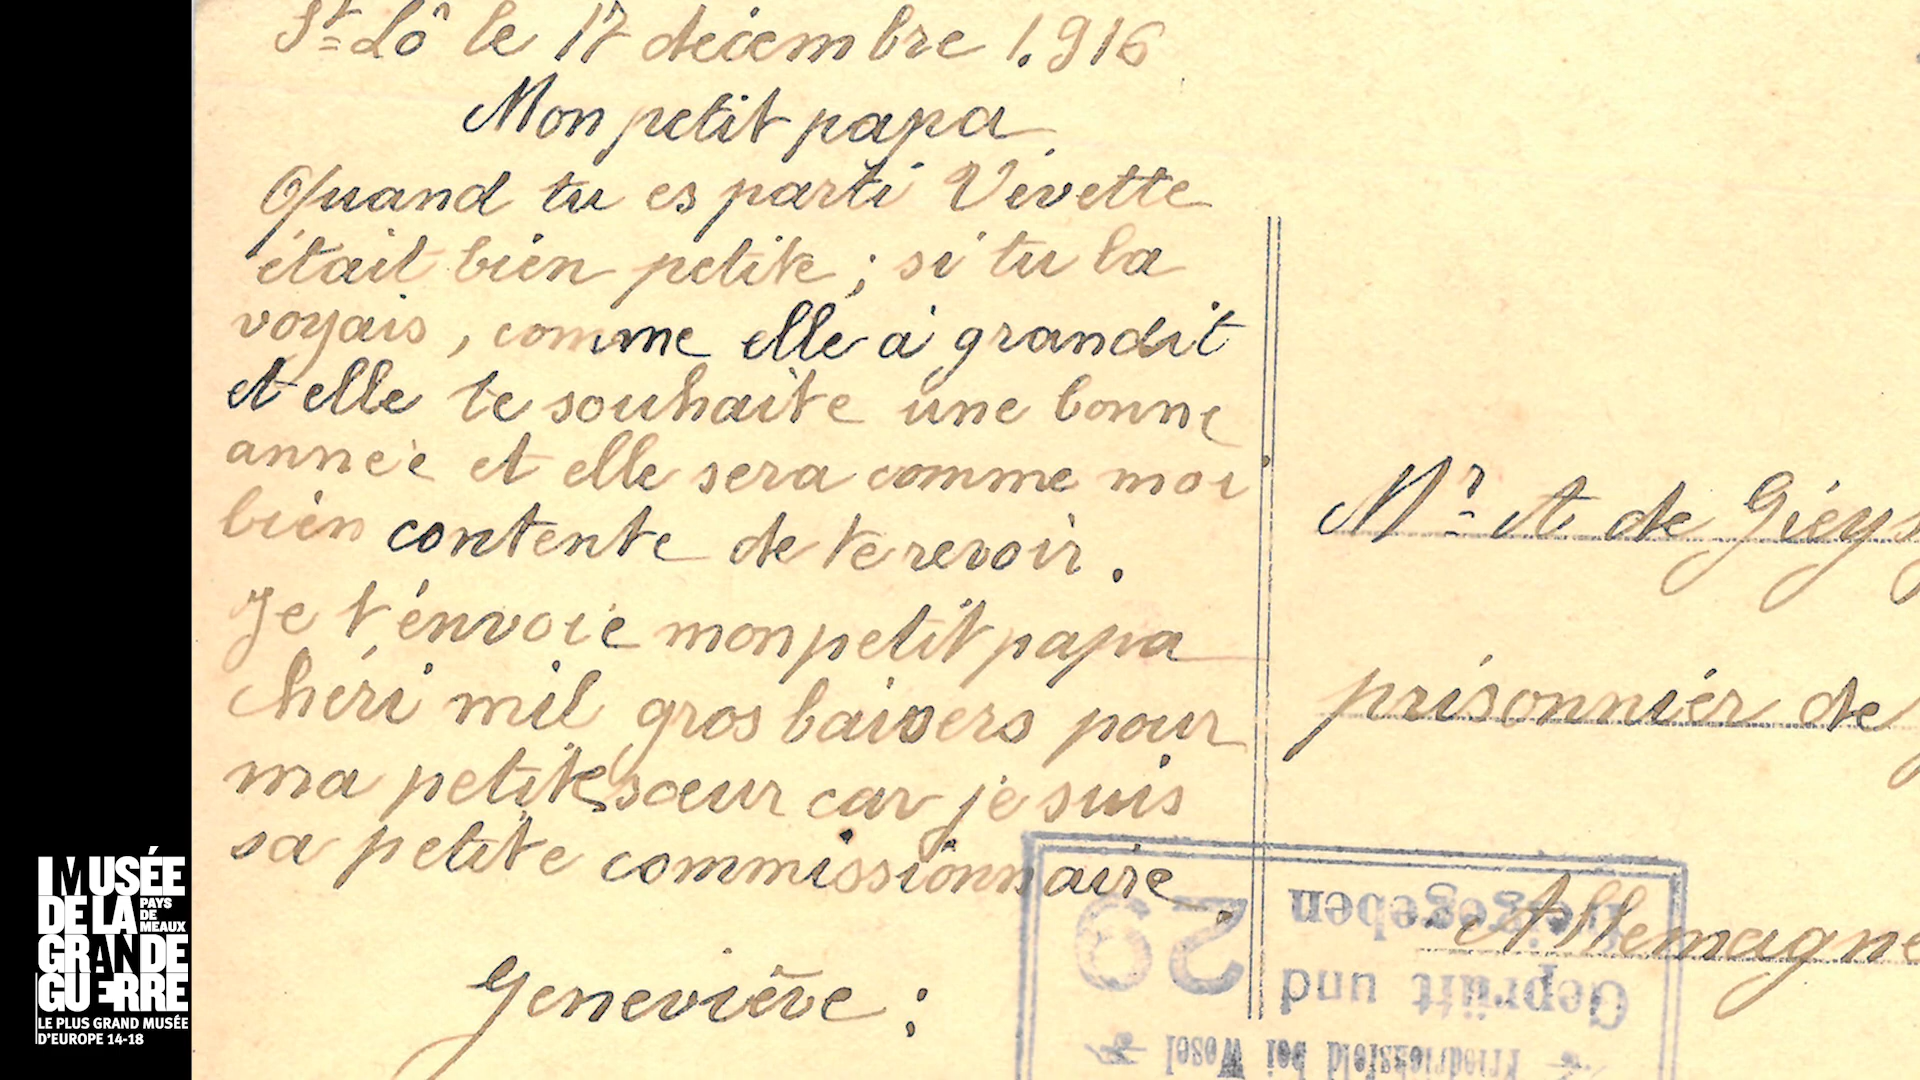 St Lô le 17 décembre 1.916
Mon petit papa
Quand tu es parti Vévette
était bien petite ; si tu la
voyais, comme elle à grandit
et elle te souhaite une bonne
année et elle sera comme moi
bien contente de te revoir.
Je t'envoie mon petit papa
chéri mil gros baisers pour
ma petite sœur car je suis
sa petite commissionnaire.
Geneviève :
Mr A de Gieys
prisonnier de
Allemagne
29
Geprüft und
freigegeben
Friedrichsfeld bei Wesel
MUSÉE
DE LA
PAYS
DE
MEAUX
GRANDE
GUERRE
LE PLUS GRAND MUSÉE
D'EUROPE 14-18